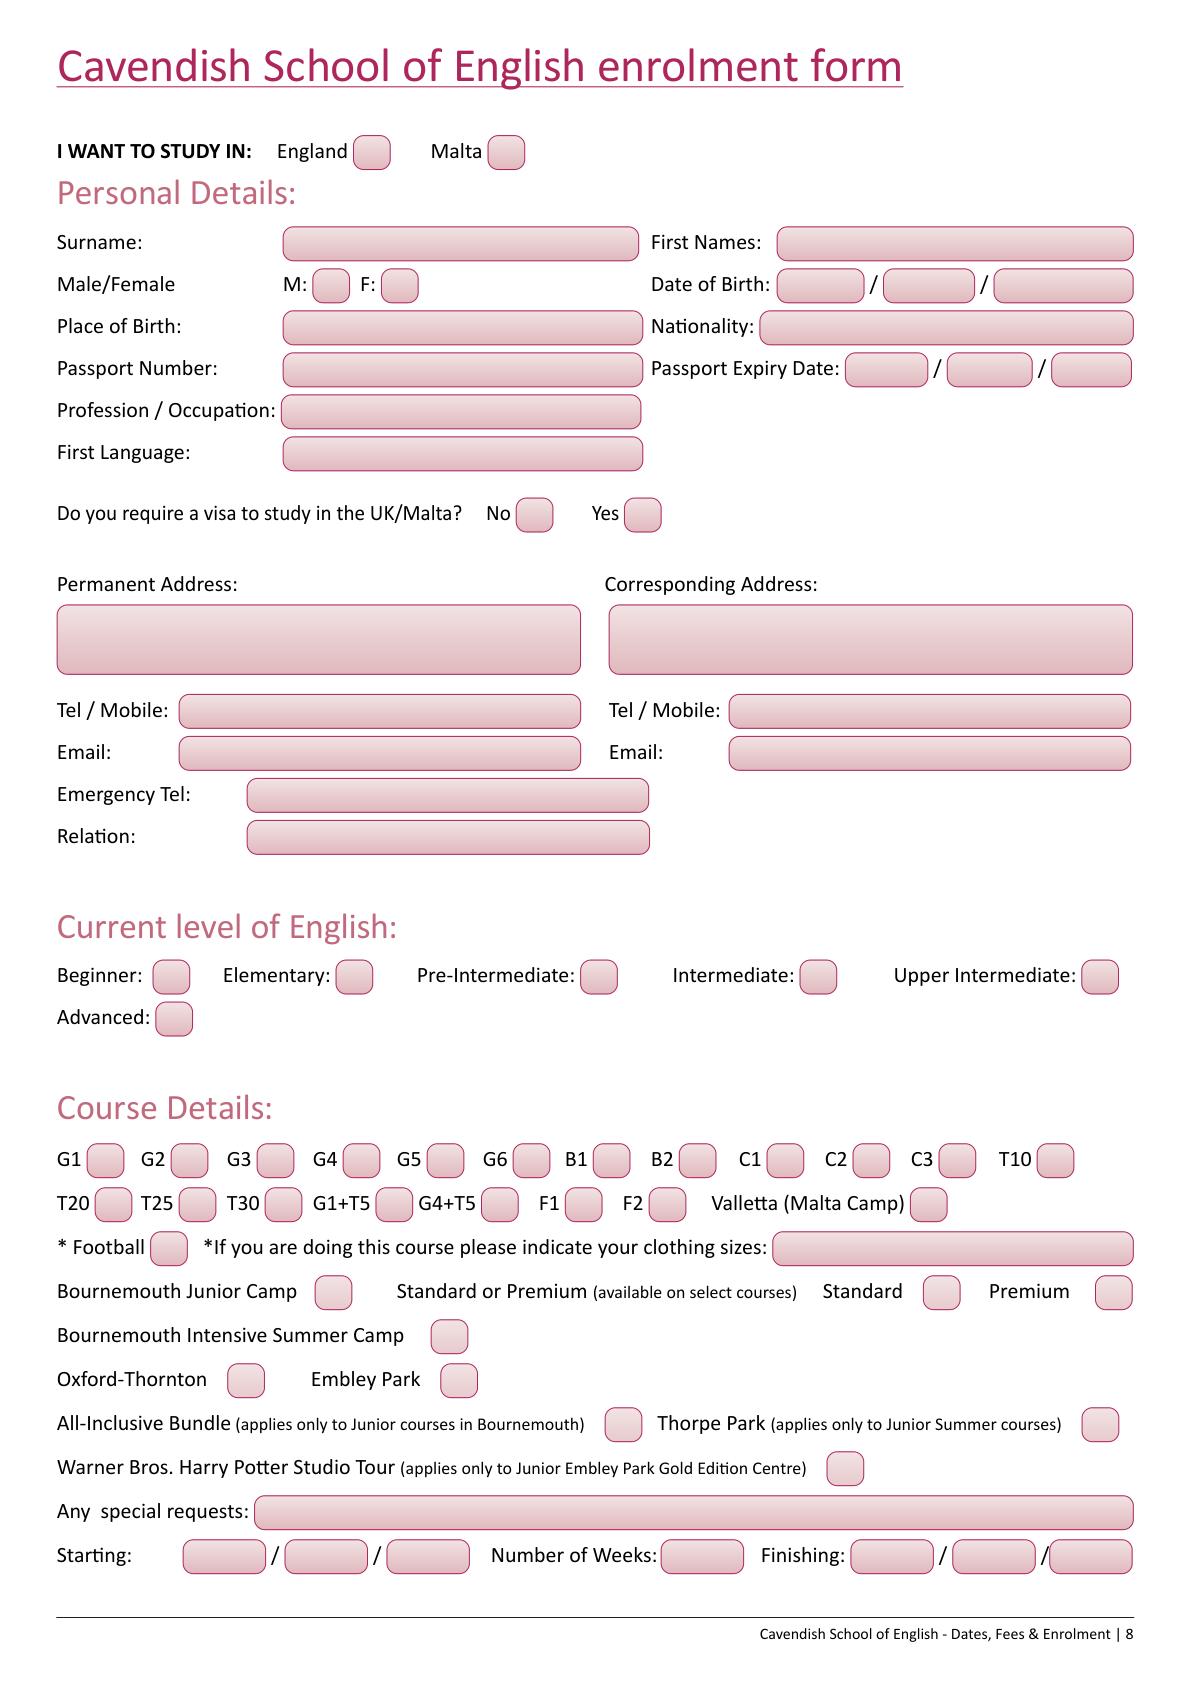 Cavendish School of English enrolment form
I WANT TO STUDY IN: England Malta
Personal Details:
Surname: First Names:
Male/Female M: F: Date of Birth: / /
Place of Birth: Nationality:
Passport Number: Passport Expiry Date: / /
Profession / Occupation:
First Language:
Do you require a visa to study in the UK/Malta? No Yes
Permanent Address: Corresponding Address:
Tel / Mobile: Tel / Mobile:
Email: Email:
Emergency Tel:
Relation:
Current level of English:
Beginner: Elementary: Pre-Intermediate: Intermediate: Upper Intermediate:
Advanced:
Course Details:
G1 G2 G3 G4 G5 G6 B1 B2 C1 C2 C3 T10
T20 T25 T30 G1+T5 G4+T5 F1 F2 Valletta (Malta Camp)
* Football *If you are doing this course please indicate your clothing sizes:
Bournemouth Junior Camp Standard or Premium (available on select courses) Standard Premium
Bournemouth Intensive Summer Camp
Oxford-Thornton Embley Park
All-Inclusive Bundle (applies only to Junior courses in Bournemouth) Thorpe Park (applies only to Junior Summer courses)
Warner Bros. Harry Potter Studio Tour (applies only to Junior Embley Park Gold Edition Centre)
Any special requests:
Starting: / / Number of Weeks: Finishing: / /
Cavendish School of English - Dates, Fees & Enrolment | 8